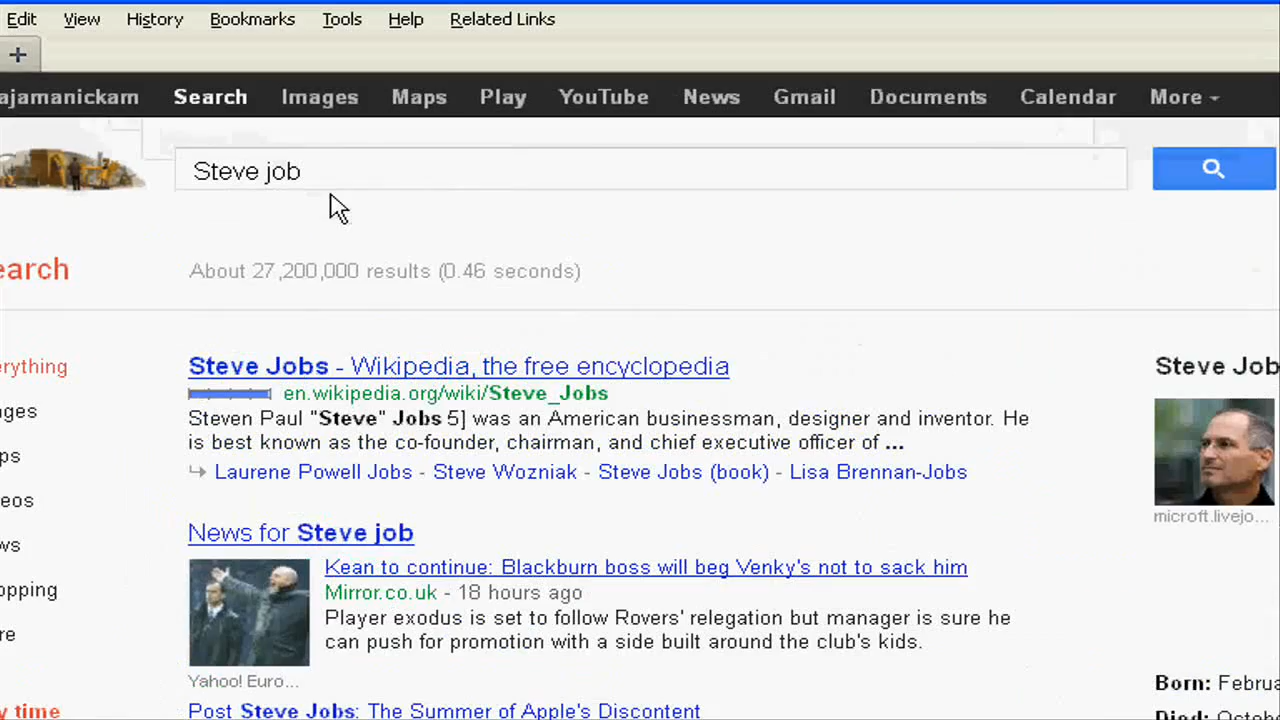 Edit View History Bookmarks Tools Help Related Links
+
ajamanickam Search Images Maps Play YouTube News Gmail Documents Calendar More
Steve job
earch
About 27,200,000 results (0.46 seconds)
erything
ges
ps
eos
ws
opping
re
y time
Steve Jobs - Wikipedia, the free encyclopedia
en.wikipedia.org/wiki/Steve_Jobs
Steven Paul "Steve" Jobs 5] was an American businessman, designer and inventor. He
is best known as the co-founder, chairman, and chief executive officer of ...
Laurene Powell Jobs - Steve Wozniak - Steve Jobs (book) - Lisa Brennan-Jobs
News for Steve job
Kean to continue: Blackburn boss will beg Venky's not to sack him
Mirror.co.uk - 18 hours ago
Player exodus is set to follow Rovers' relegation but manager is sure he
can push for promotion with a side built around the club's kids.
Yahoo! Euro...
Post Steve Jobs: The Summer of Apple's Discontent
Steve Job
microft.livejo...
Born: Februa
Died: Octobe